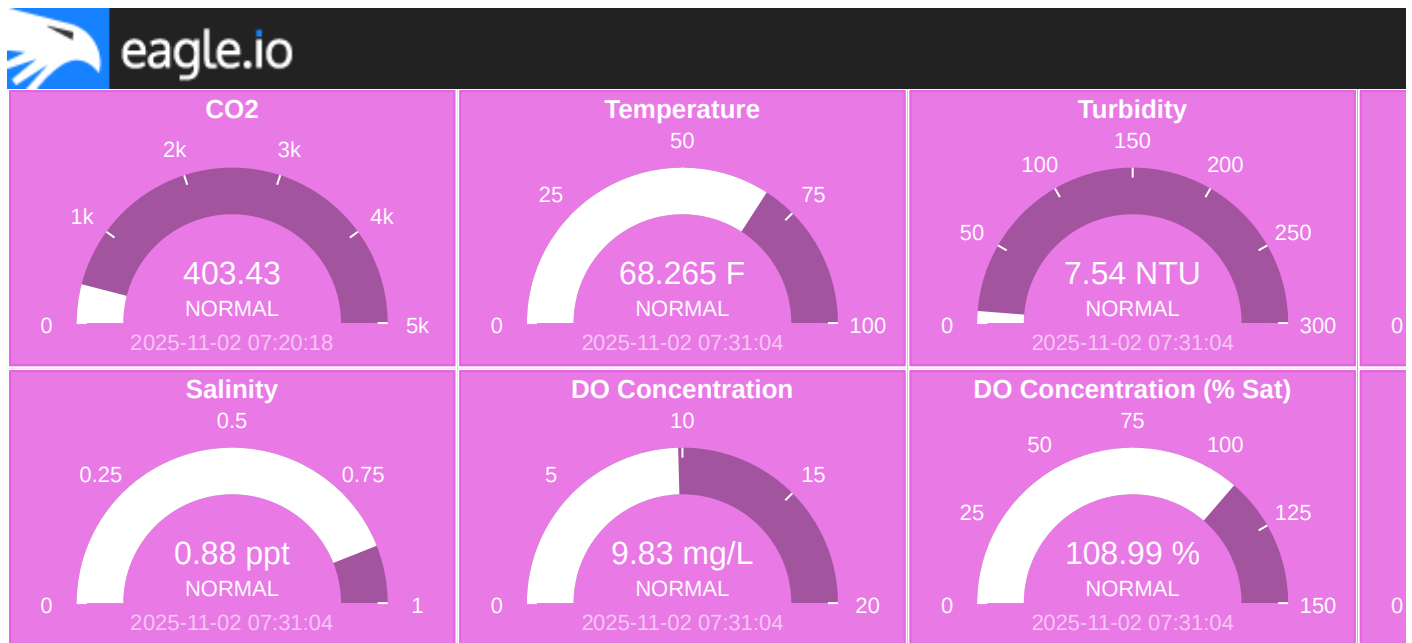 eagle.io
CO2
2k
3k
1k
4k
403.43
NORMAL
0
5k
2025-11-02 07:20:18
Temperature
50
25
75
68.265 F
NORMAL
0
100
2025-11-02 07:31:04
Turbidity
150
100
200
50
250
7.54 NTU
NORMAL
0
300
2025-11-02 07:31:04
0
Salinity
0.5
0.25
0.75
0.88 ppt
NORMAL
0
1
2025-11-02 07:31:04
DO Concentration
10
5
15
9.83 mg/L
NORMAL
0
20
2025-11-02 07:31:04
DO Concentration (% Sat)
75
50
100
25
125
108.99 %
NORMAL
0
150
2025-11-02 07:31:04
0